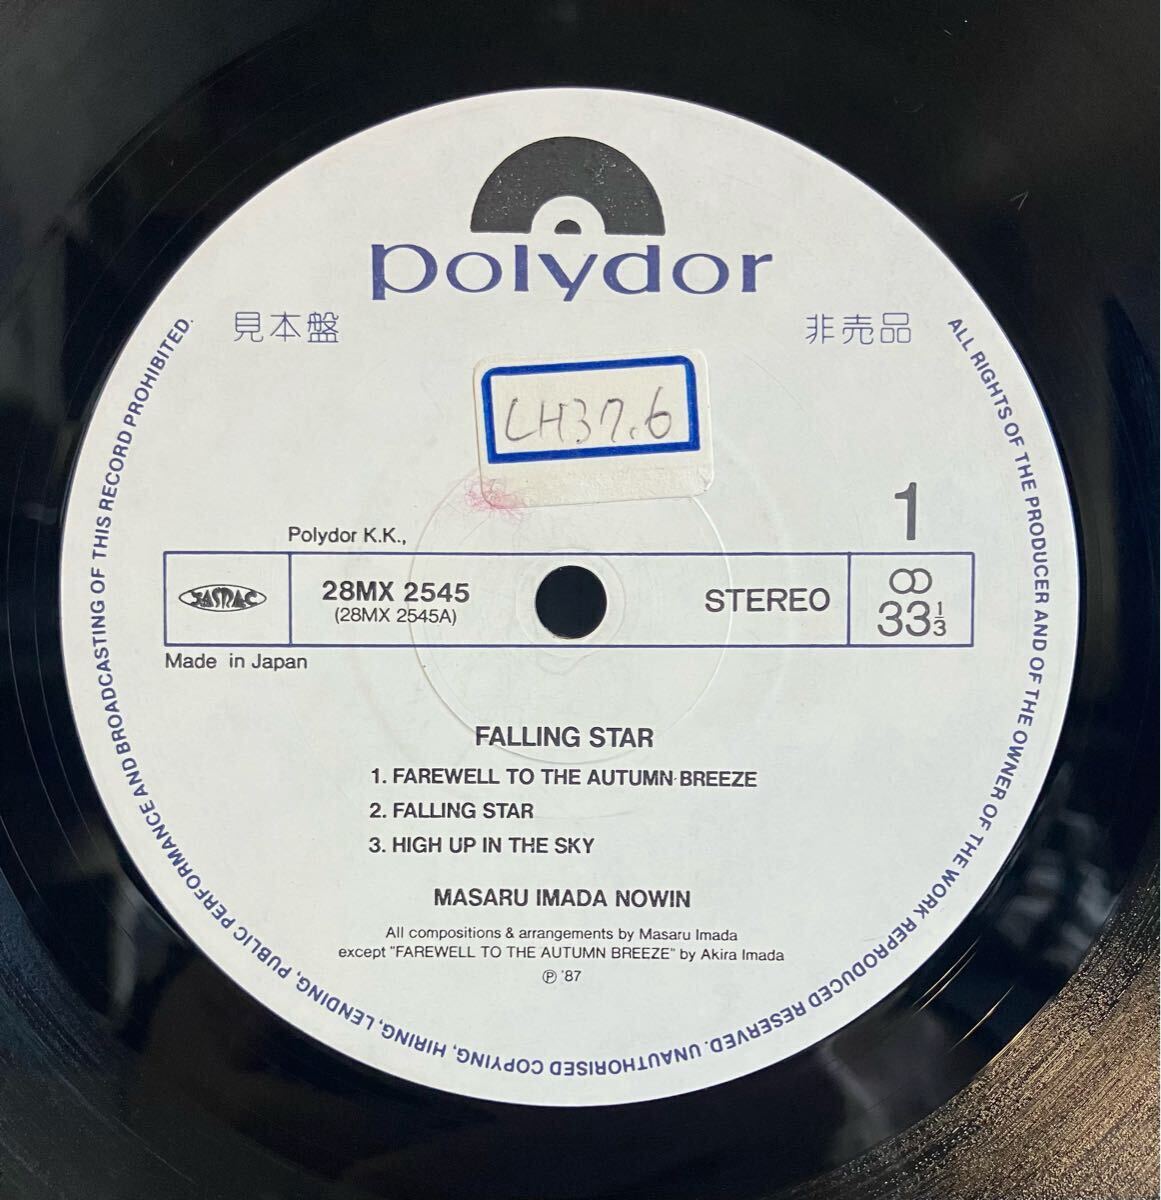 polydor
見本盤
非売品
LH37.6
1
Polydor K.K.,
JASRAC
28MX 2545
(28MX 2545A)
STEREO
33⅓
Made in Japan
FALLING STAR
1. FAREWELL TO THE AUTUMN BREEZE
2. FALLING STAR
3. HIGH UP IN THE SKY
MASARU IMADA NOWIN
All compositions & arrangements by Masaru Imada
except "FAREWELL TO THE AUTUMN BREEZE" by Akira Imada
℗ '87
ALL RIGHTS OF THE PRODUCER AND OF THE OWNER OF THE WORK REPRODUCED RESERVED. UNAUTHORISED COPYING, HIRING, LENDING, PUBLIC PERFORMANCE AND BROADCASTING OF THIS RECORD PROHIBITED.